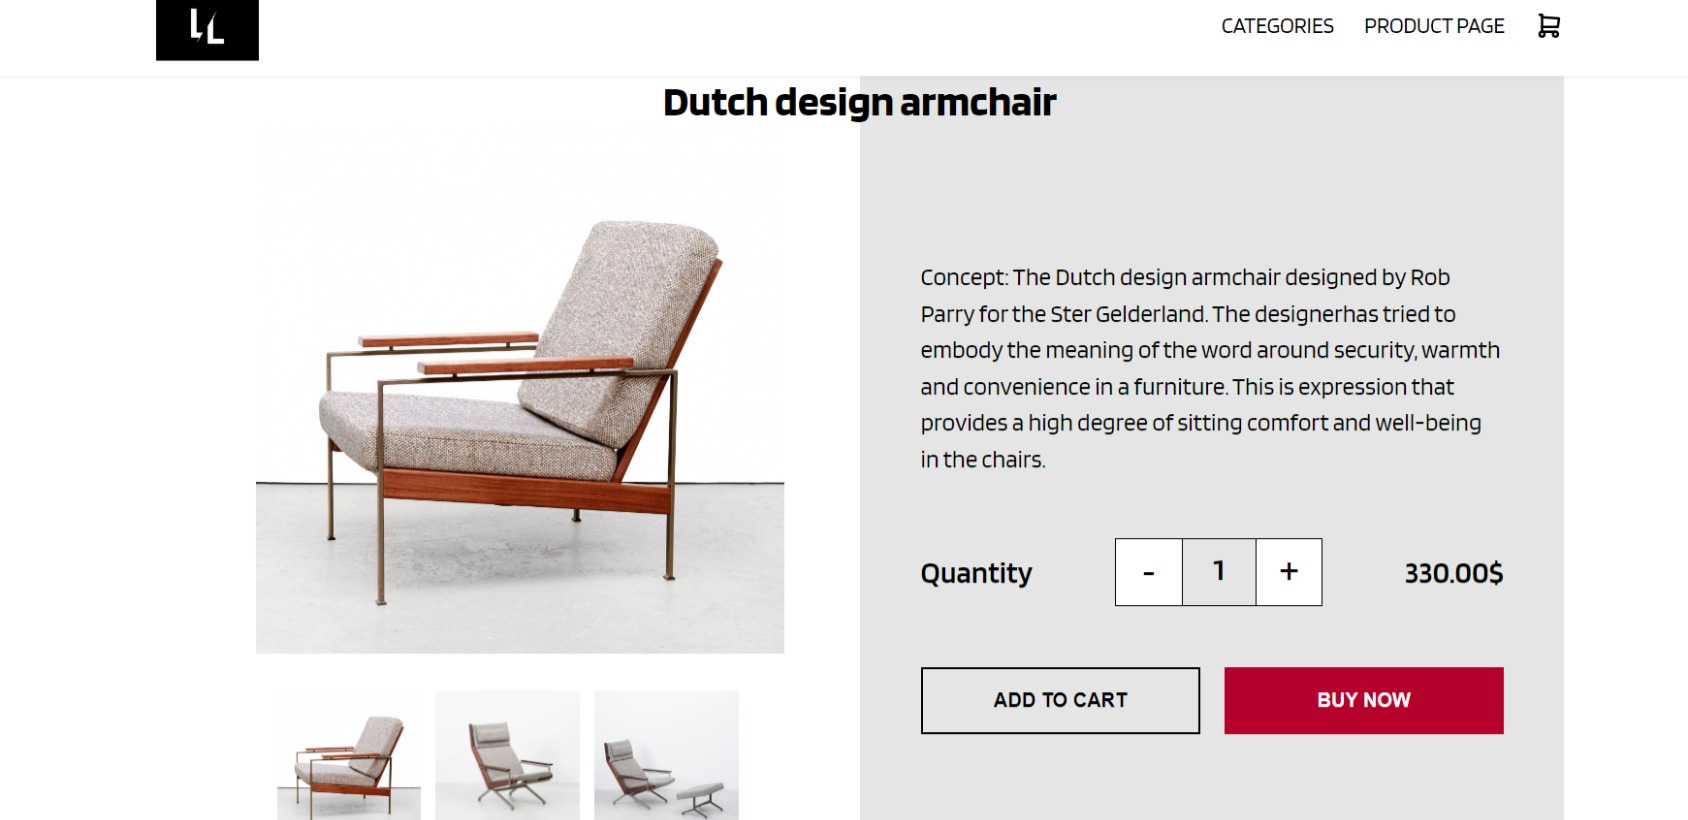 CATEGORIES PRODUCT PAGE
Dutch design armchair
Concept: The Dutch design armchair designed by Rob
Parry for the Ster Gelderland. The designerhas tried to
embody the meaning of the word around security, warmth
and convenience in a furniture. This is expression that
provides a high degree of sitting comfort and well-being
in the chairs.
Quantity - 1 + 330.00$
ADD TO CART BUY NOW